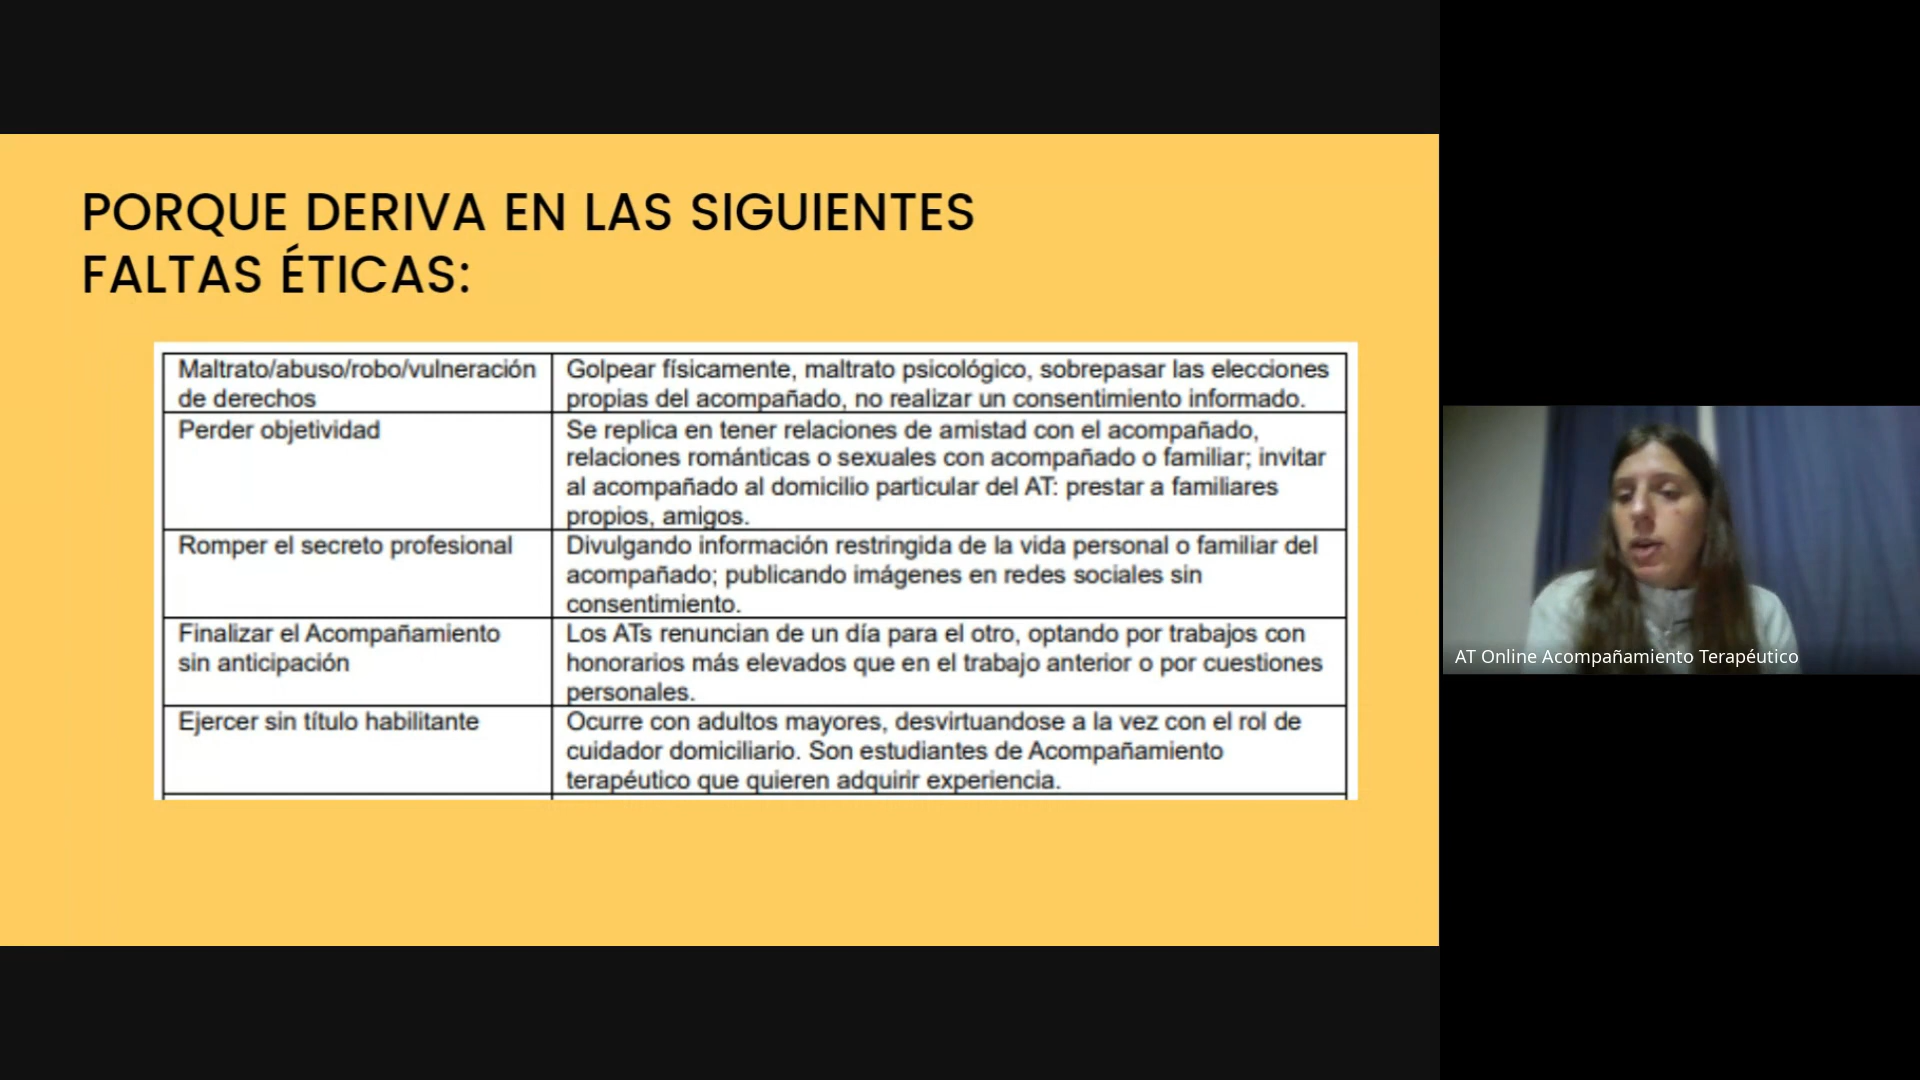 PORQUE DERIVA EN LAS SIGUIENTES
FALTAS ÉTICAS:
Maltrato/abuso/robo/vulneración
de derechos
Golpear físicamente, maltrato psicológico, sobrepasar las elecciones
propias del acompañado, no realizar un consentimiento informado.
Perder objetividad
Se replica en tener relaciones de amistad con el acompañado,
relaciones románticas o sexuales con acompañado o familiar; invitar
al acompañado al domicilio particular del AT: prestar a familiares
propios, amigos.
Romper el secreto profesional
Divulgando información restringida de la vida personal o familiar del
acompañado; publicando imágenes en redes sociales sin
consentimiento.
Finalizar el Acompañamiento
sin anticipación
Los ATs renuncian de un día para el otro, optando por trabajos con
honorarios más elevados que en el trabajo anterior o por cuestiones
personales.
Ejercer sin título habilitante
Ocurre con adultos mayores, desvirtuandose a la vez con el rol de
cuidador domiciliario. Son estudiantes de Acompañamiento
terapéutico que quieren adquirir experiencia.
AT Online Acompañamiento Terapéutico